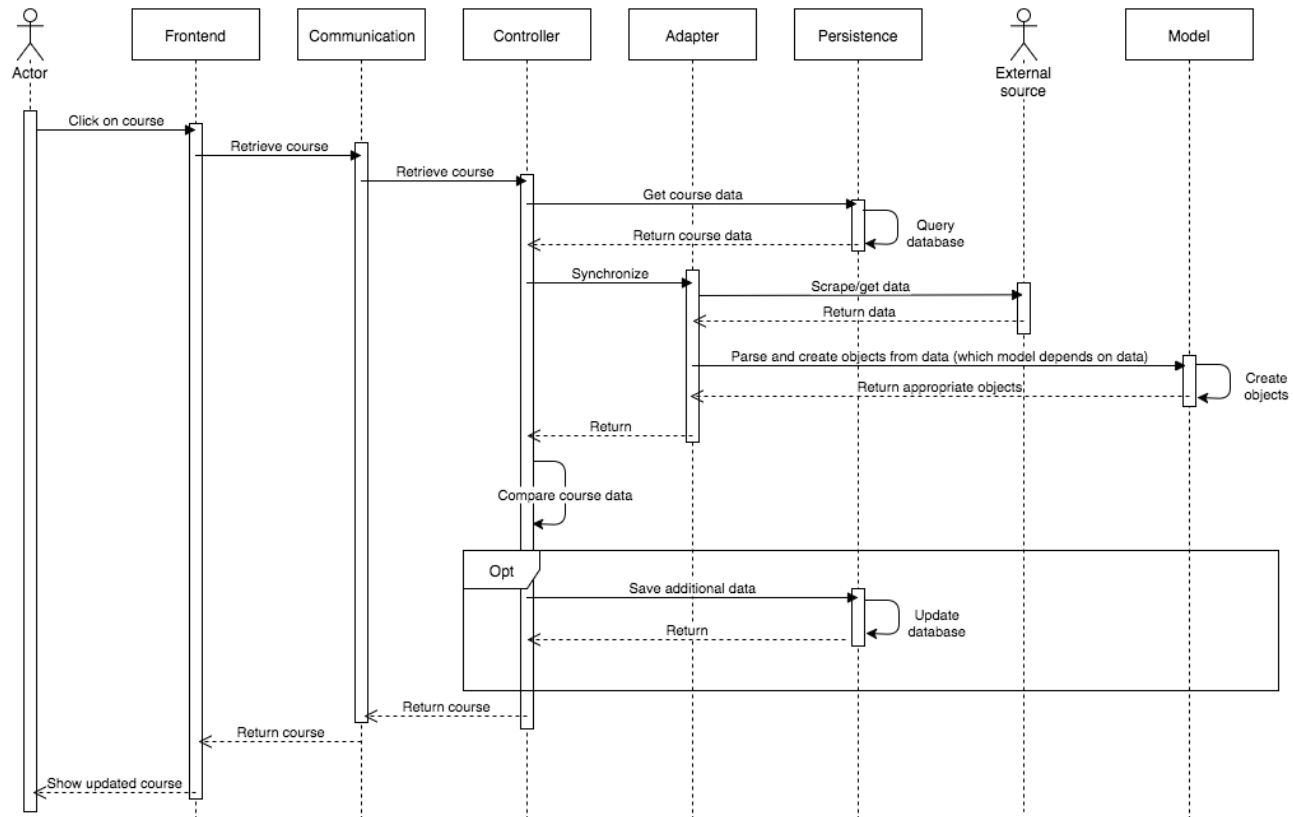 Frontend
Communication
Controller
Adapter
Persistence
Model
Actor
External
source
Click on course
Retrieve course
Retrieve course
Get course data
Query
database
Return course data
Synchronize
Scrape/get data
Return data
Parse and create objects from data (which model depends on data)
Create
objects
Return appropriate objects
Return
Compare course data
Opt
Save additional data
Update
database
Return
Return course
Return course
Show updated course